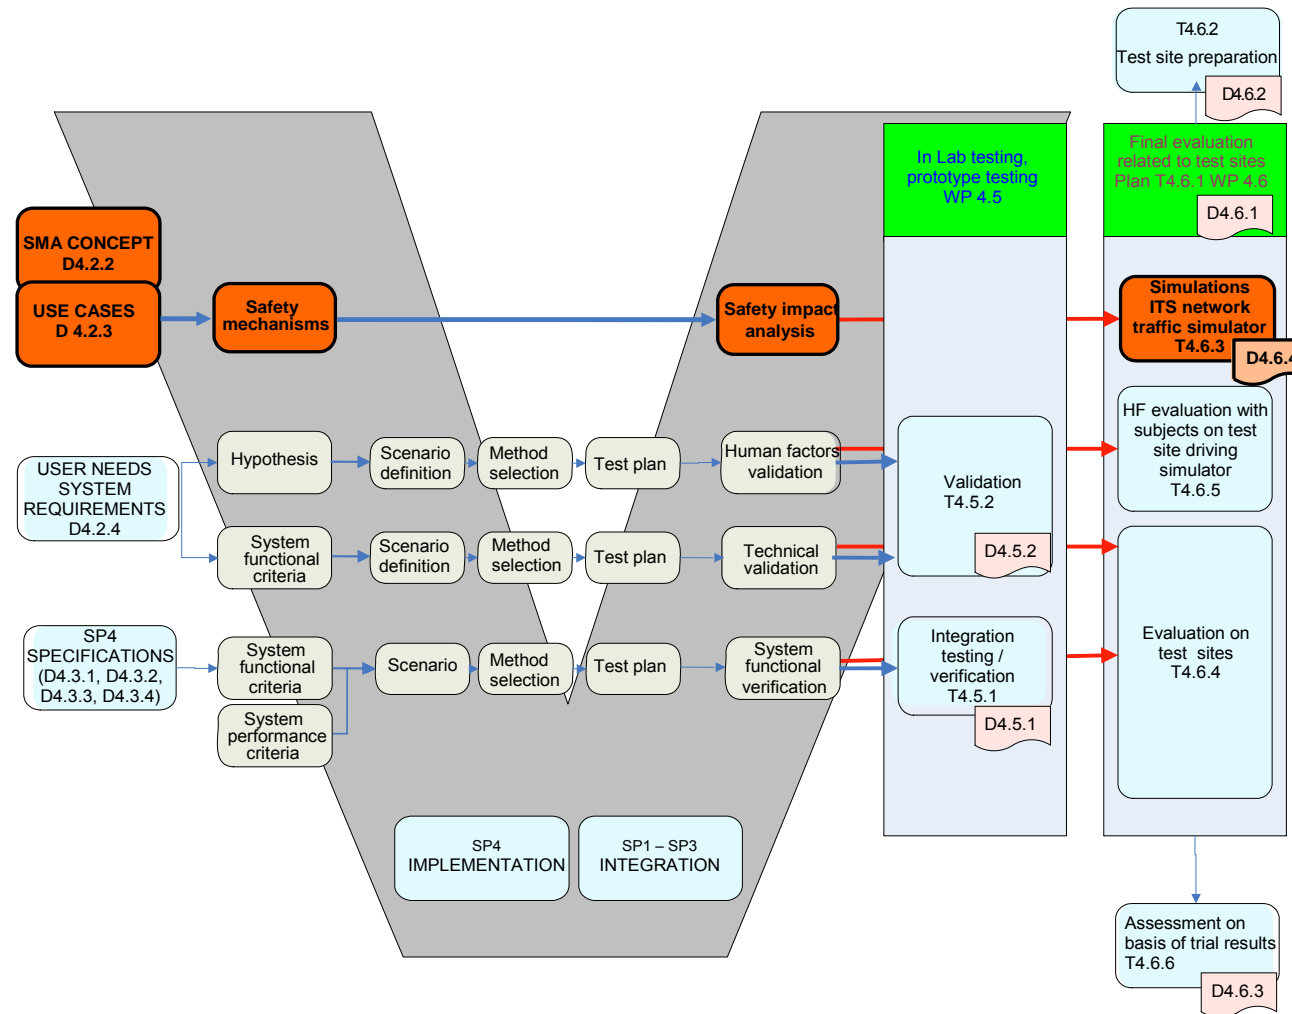 T4.6.2
Test site preparation
D4.6.2
In Lab testing,
prototype testing
WP 4.5
Final evaluation
related to test sites
Plan T4.6.1 WP 4.6
D4.6.1
SMA CONCEPT
D4.2.2
USE CASES
D 4.2.3
Safety
mechanisms
Safety impact
analysis
Simulations
ITS network
traffic simulator
T4.6.3
D4.6.4
USER NEEDS
SYSTEM
REQUIREMENTS
D4.2.4
Hypothesis
Scenario
definition
Method
selection
Test plan
Human factors
validation
Validation
T4.5.2
D4.5.2
HF evaluation with
subjects on test
site driving
simulator
T4.6.5
System
functional
criteria
Scenario
definition
Method
selection
Test plan
Technical
validation
SP4
SPECIFICATIONS
(D4.3.1, D4.3.2,
D4.3.3, D4.3.4)
System
functional
criteria
System
performance
criteria
Scenario
Method
selection
Test plan
System
functional
verification
Integration
testing /
verification
T4.5.1
D4.5.1
Evaluation on
test sites
T4.6.4
SP4
IMPLEMENTATION
SP1 – SP3
INTEGRATION
Assessment on
basis of trial results
T4.6.6
D4.6.3